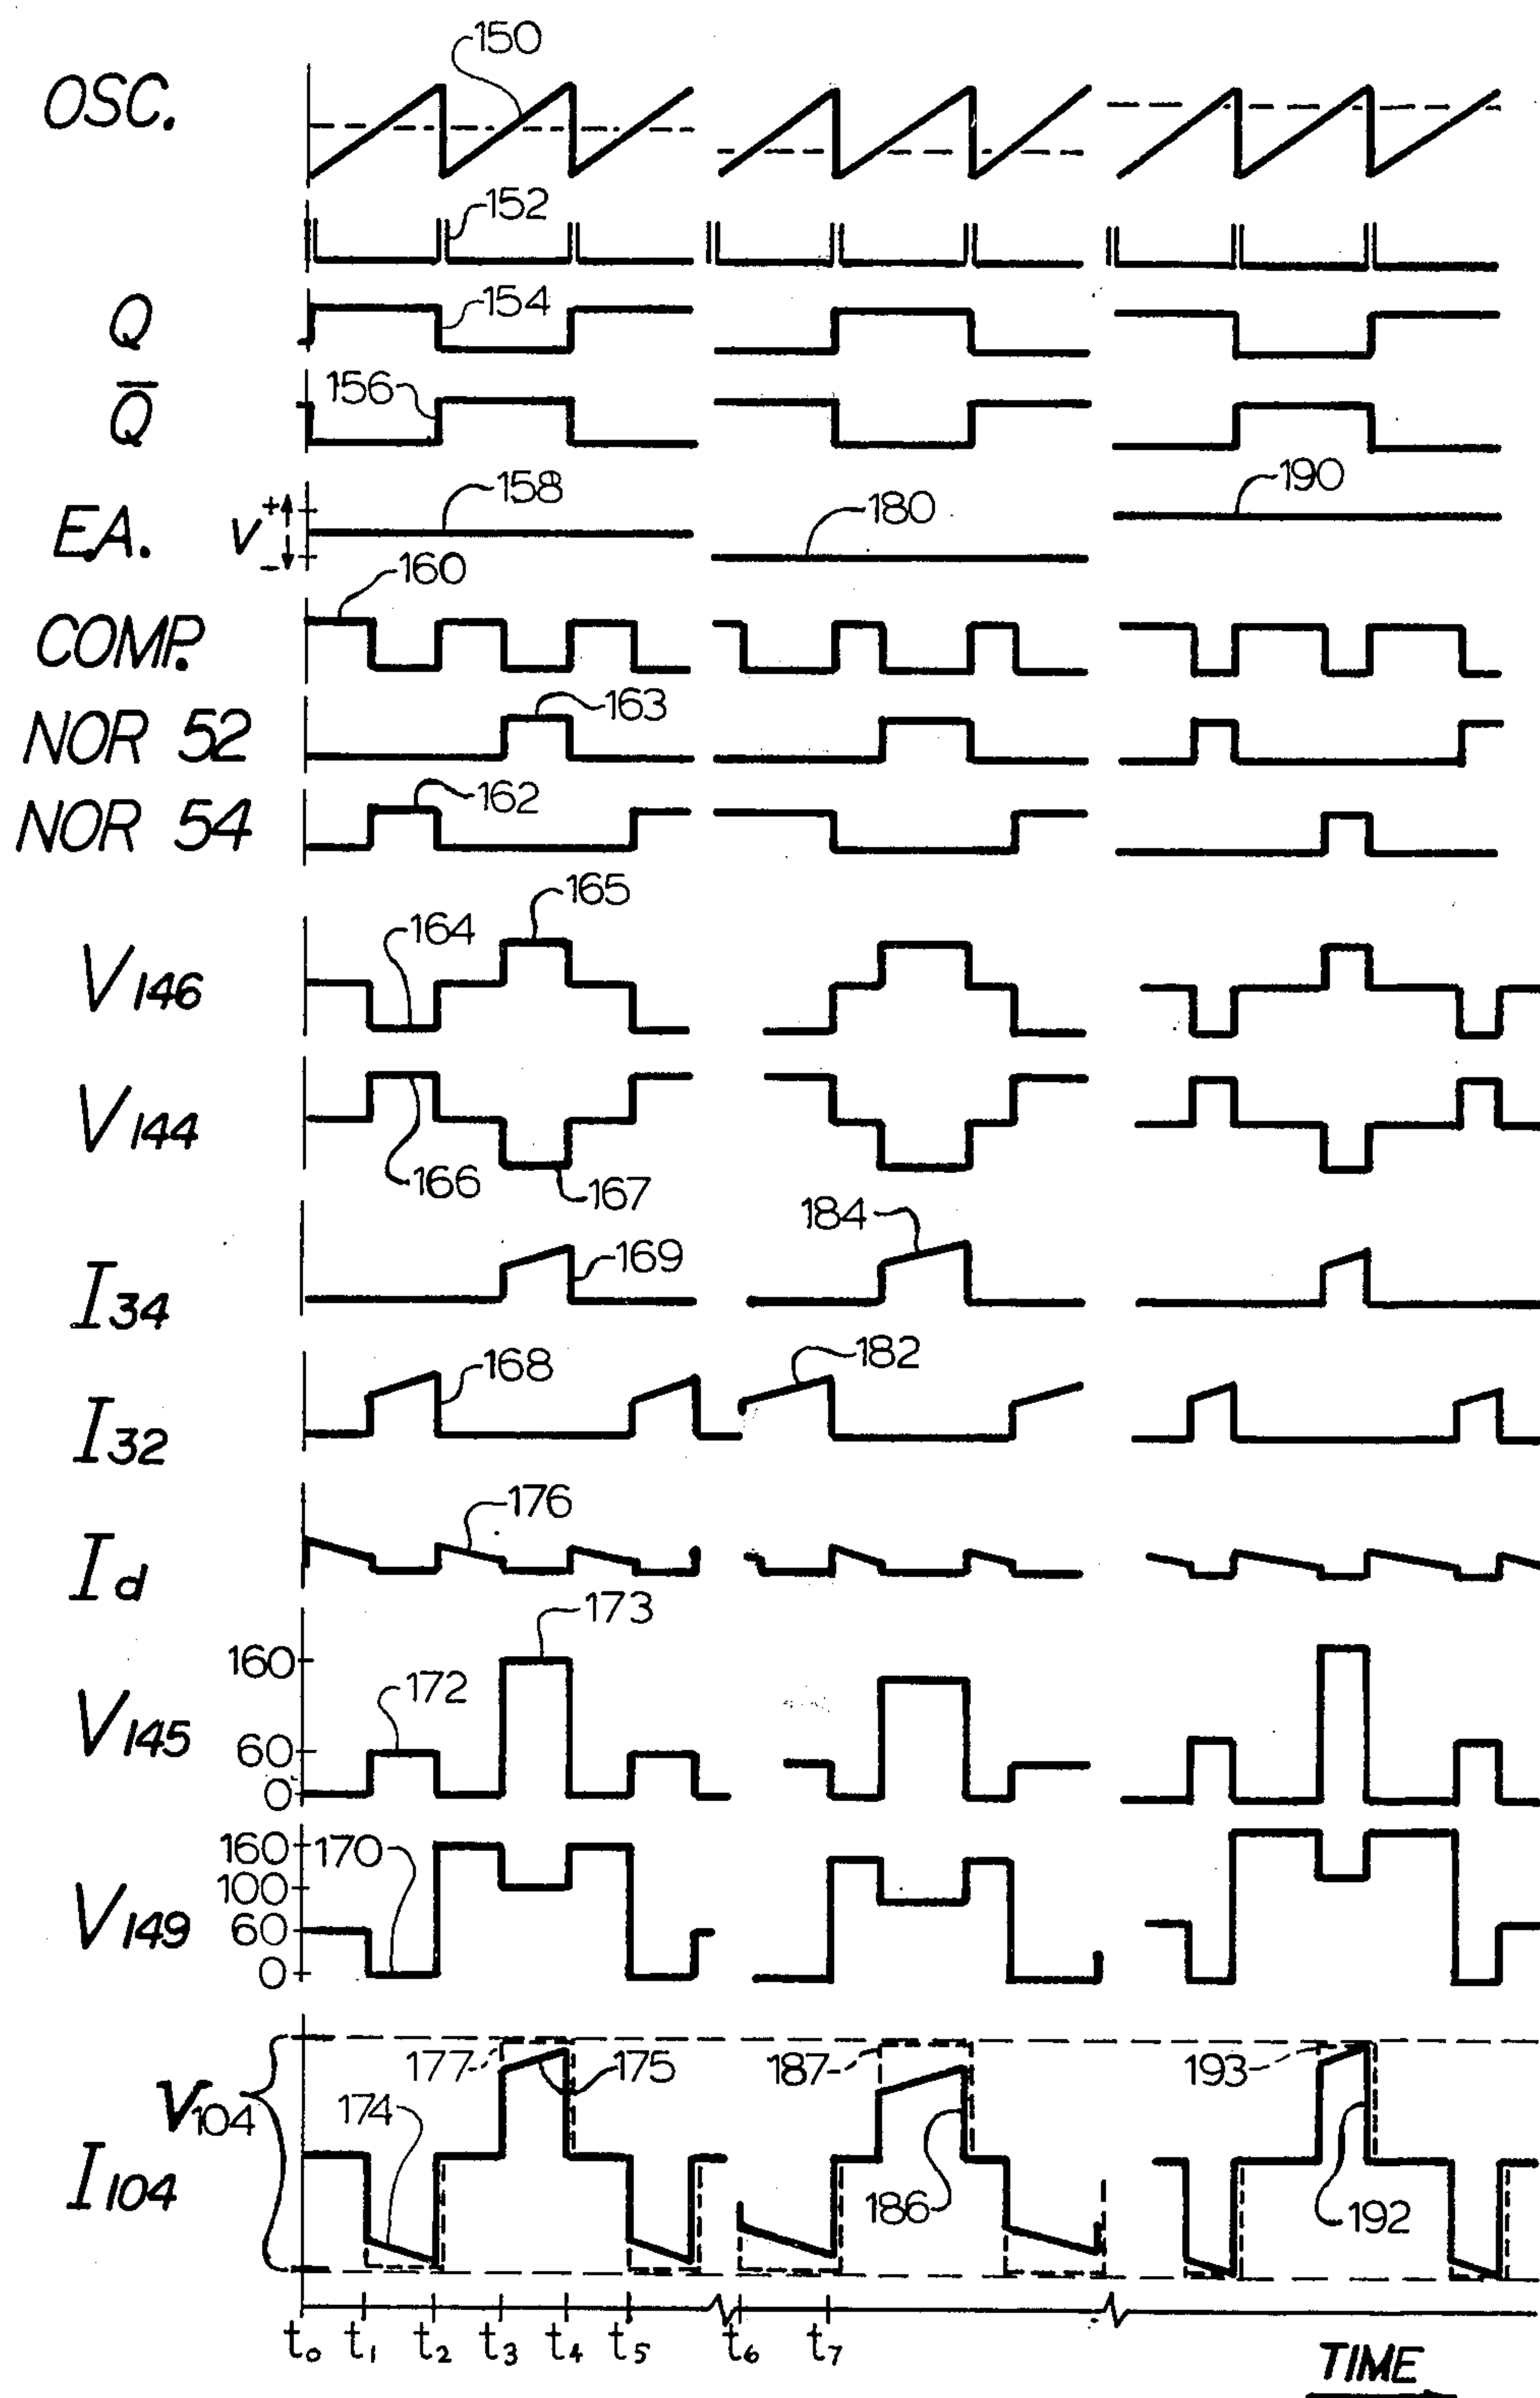 150
OSC.
152
Q
154
Q̅
156
E.A.
V
+
-
158
180
190
COMP.
160
NOR 52
163
NOR 54
162
V146
164
165
V144
166
167
I34
169
184
I32
168
182
Id
176
V145
160
60
0
172
173
V149
160
100
60
0
170
V104
I104
177
175
174
187
186
193
192
t0 t1 t2 t3 t4 t5 t6 t7
TIME